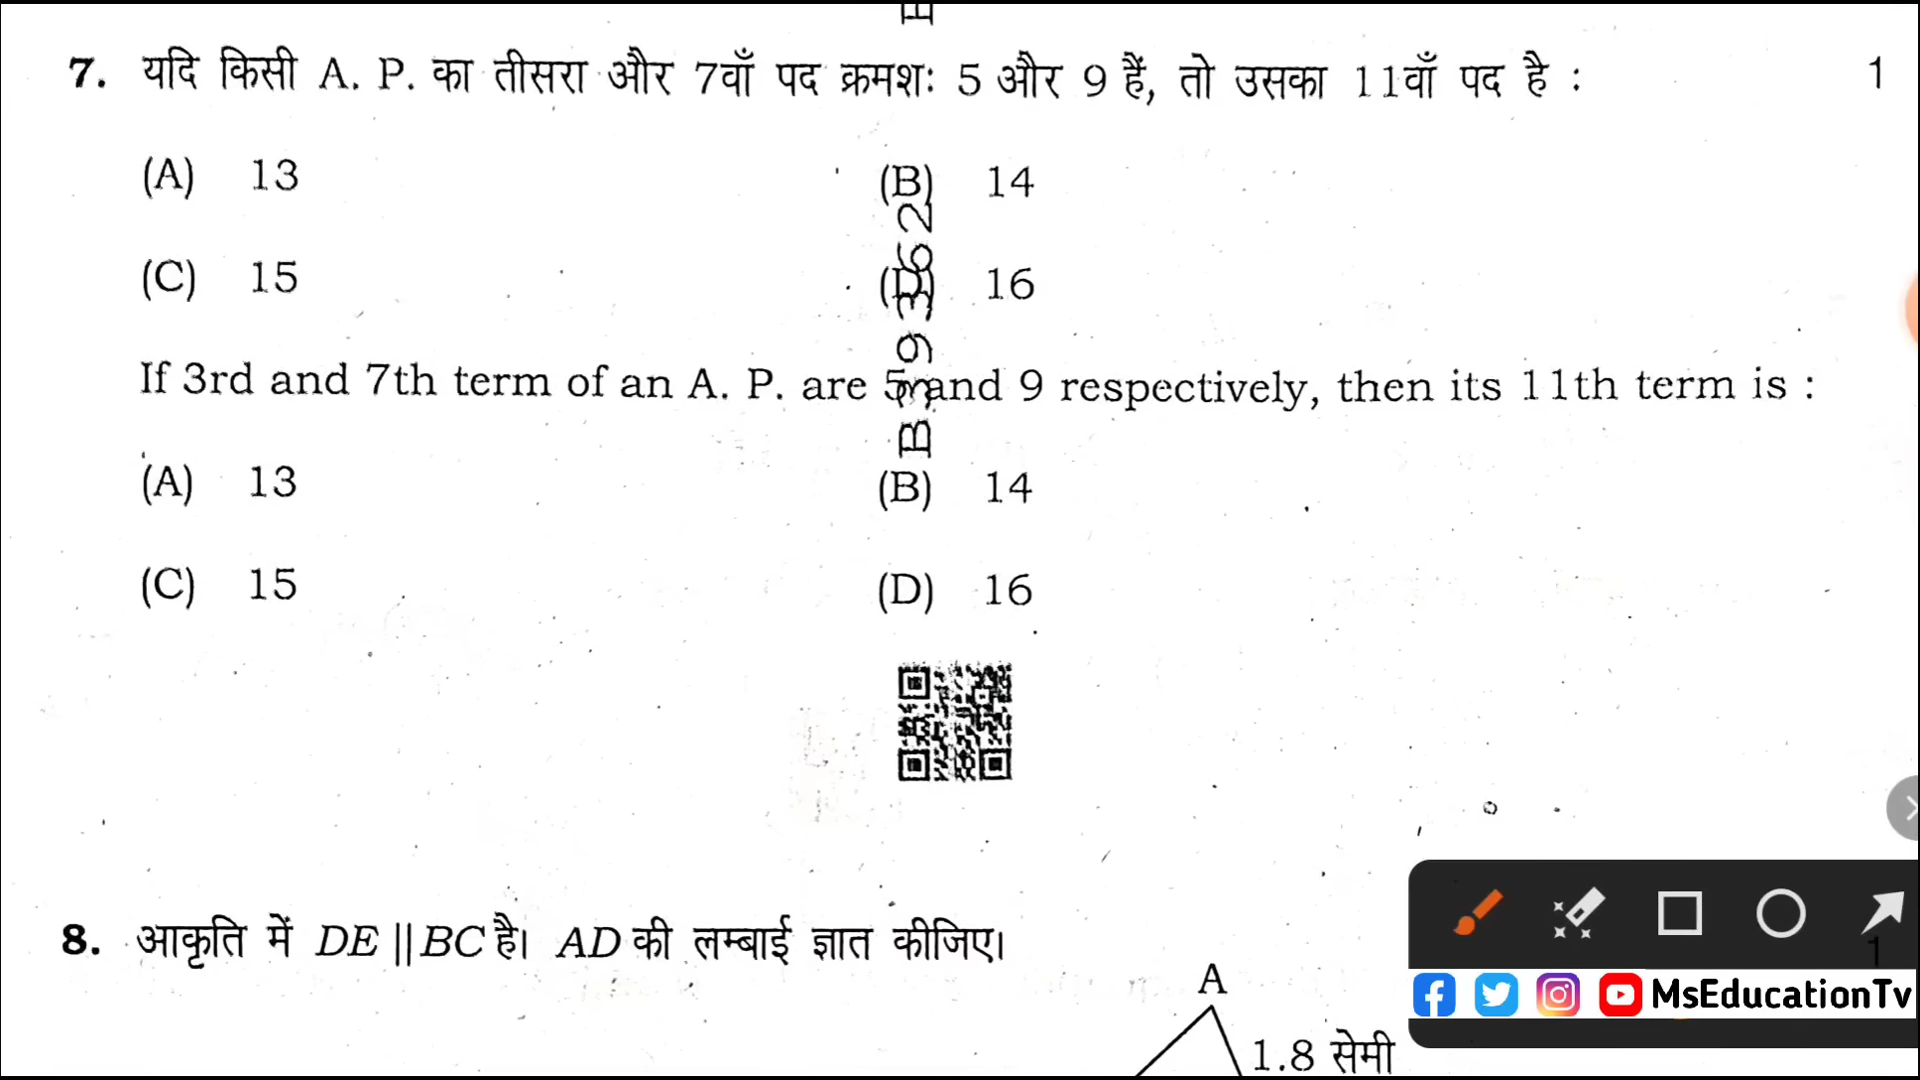 7. यदि किसी A. P. का तीसरा और 7वाँ पद क्रमशः 5 और 9 हैं, तो उसका 11वाँ पद है : 1
(A) 13 (B) 14
(C) 15 (D) 16
If 3rd and 7th term of an A. P. are 5 and 9 respectively, then its 11th term is :
(A) 13 (B) 14
(C) 15 (D) 16
8. आकृति में DE || BC है। AD की लम्बाई ज्ञात कीजिए। 1
A
1.8 सेमी
MsEducationTv